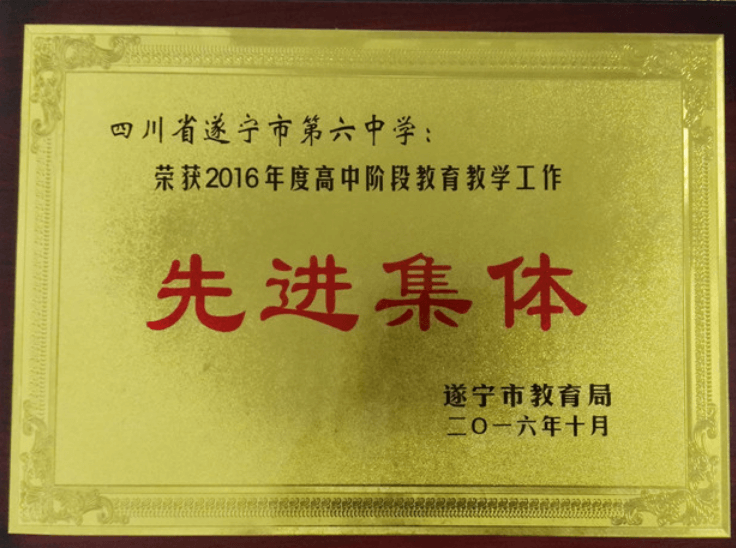 四川省遂宁市第六中学：
荣获2016年度高中阶段教育教学工作
先进集体
遂宁市教育局
二〇一六年十月